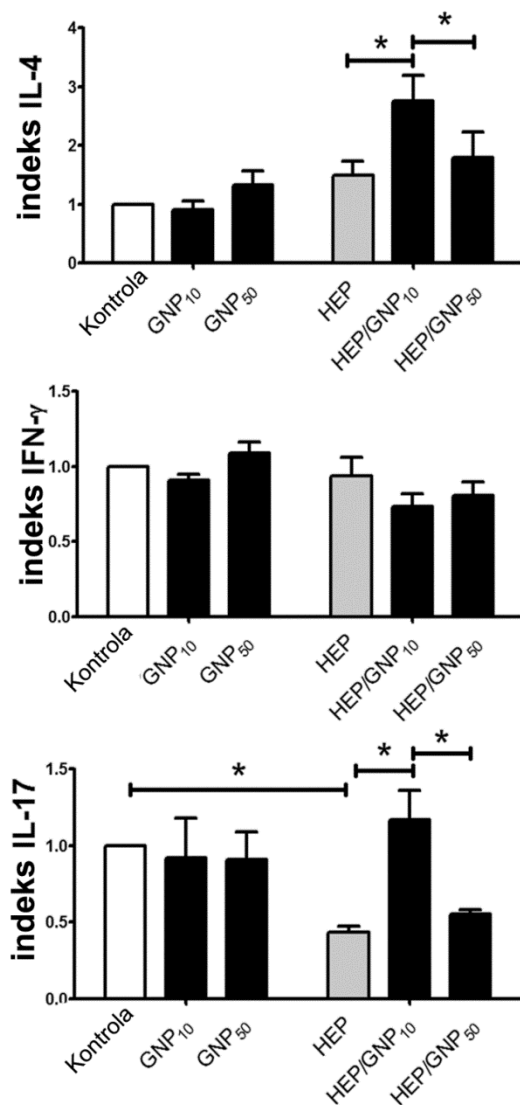 indeks IL-4
4
3
2
1
0
* *
Kontrola
GNP₁₀
GNP₅₀
HEP
HEP/GNP₁₀
HEP/GNP₅₀
indeks IFN-γ
1.5
1.0
0.5
0.0
Kontrola
GNP₁₀
GNP₅₀
HEP
HEP/GNP₁₀
HEP/GNP₅₀
indeks IL-17
1.5
1.0
0.5
0.0
* * *
Kontrola
GNP₁₀
GNP₅₀
HEP
HEP/GNP₁₀
HEP/GNP₅₀